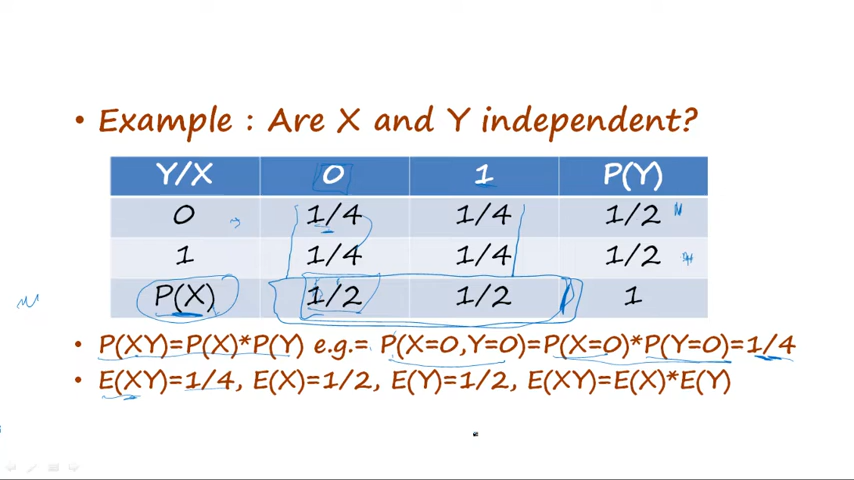 • Example : Are X and Y independent?
Y/X 0 1 P(Y)
0 1/4 1/4 1/2
1 1/4 1/4 1/2
P(X) 1/2 1/2 1
• P(XY)=P(X)*P(Y) e.g.= P(X=0,Y=0)=P(X=0)*P(Y=0)=1/4
• E(XY)=1/4, E(X)=1/2, E(Y)=1/2, E(XY)=E(X)*E(Y)